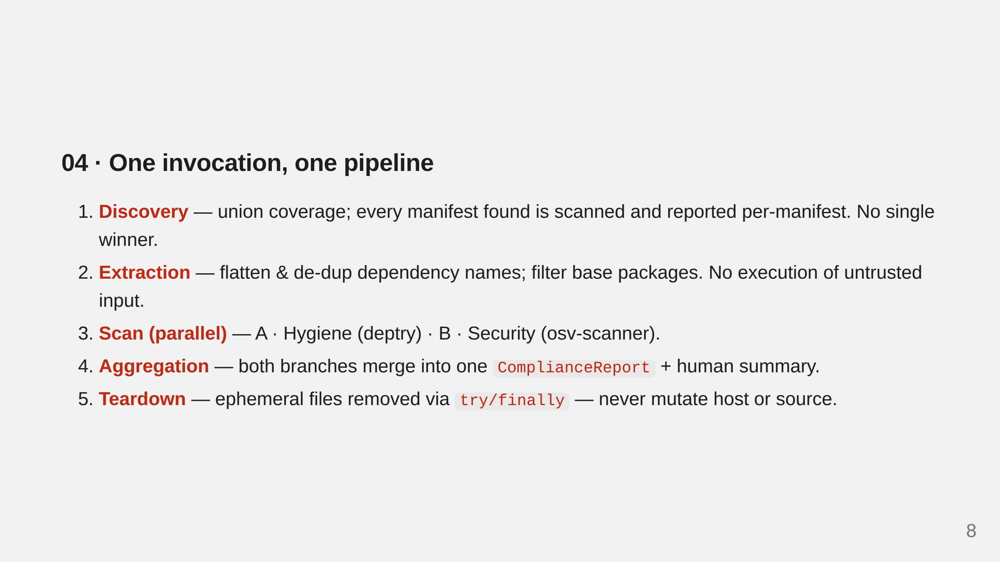 04 · One invocation, one pipeline
1. Discovery — union coverage; every manifest found is scanned and reported per-manifest. No single
winner.
2. Extraction — flatten & de-dup dependency names; filter base packages. No execution of untrusted
input.
3. Scan (parallel) — A · Hygiene (deptry) · B · Security (osv-scanner).
4. Aggregation — both branches merge into one ComplianceReport + human summary.
5. Teardown — ephemeral files removed via try/finally — never mutate host or source.
8